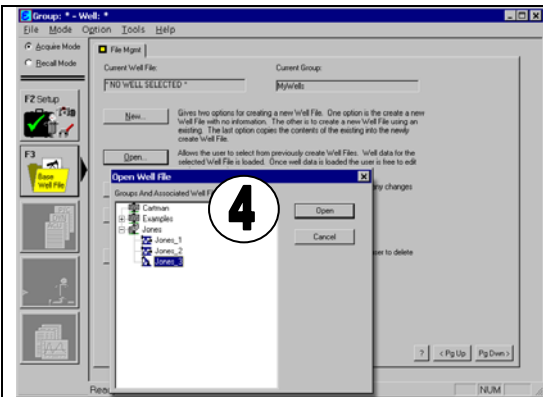 Group: * - Well: *
File Mode Option Tools Help
Acquire Mode
Recall Mode
F2 Setup
F3
Base
Well File
File Mgmt
Current Well File:
Current Group:
* NO WELL SELECTED *
MyWells
New...
Gives two options for creating a new Well File. One option is the create a new
Well File with no information. The other is to create a new Well File using an
existing. The last option copies the contents of the existing into the newly
create Well File.
Open...
Allows the user to select from previously create Well Files. Well data for the
selected Well File is loaded. Once well data is loaded the user is free to edit
ny changes
ser to delete
Open Well File
Groups And Associated Well Fi
Cartman
Examples
Jones
Jones_1
Jones_2
Jones_3
4
Open
Cancel
?
< Pg Up
Pg Dwn >
Read
NUM